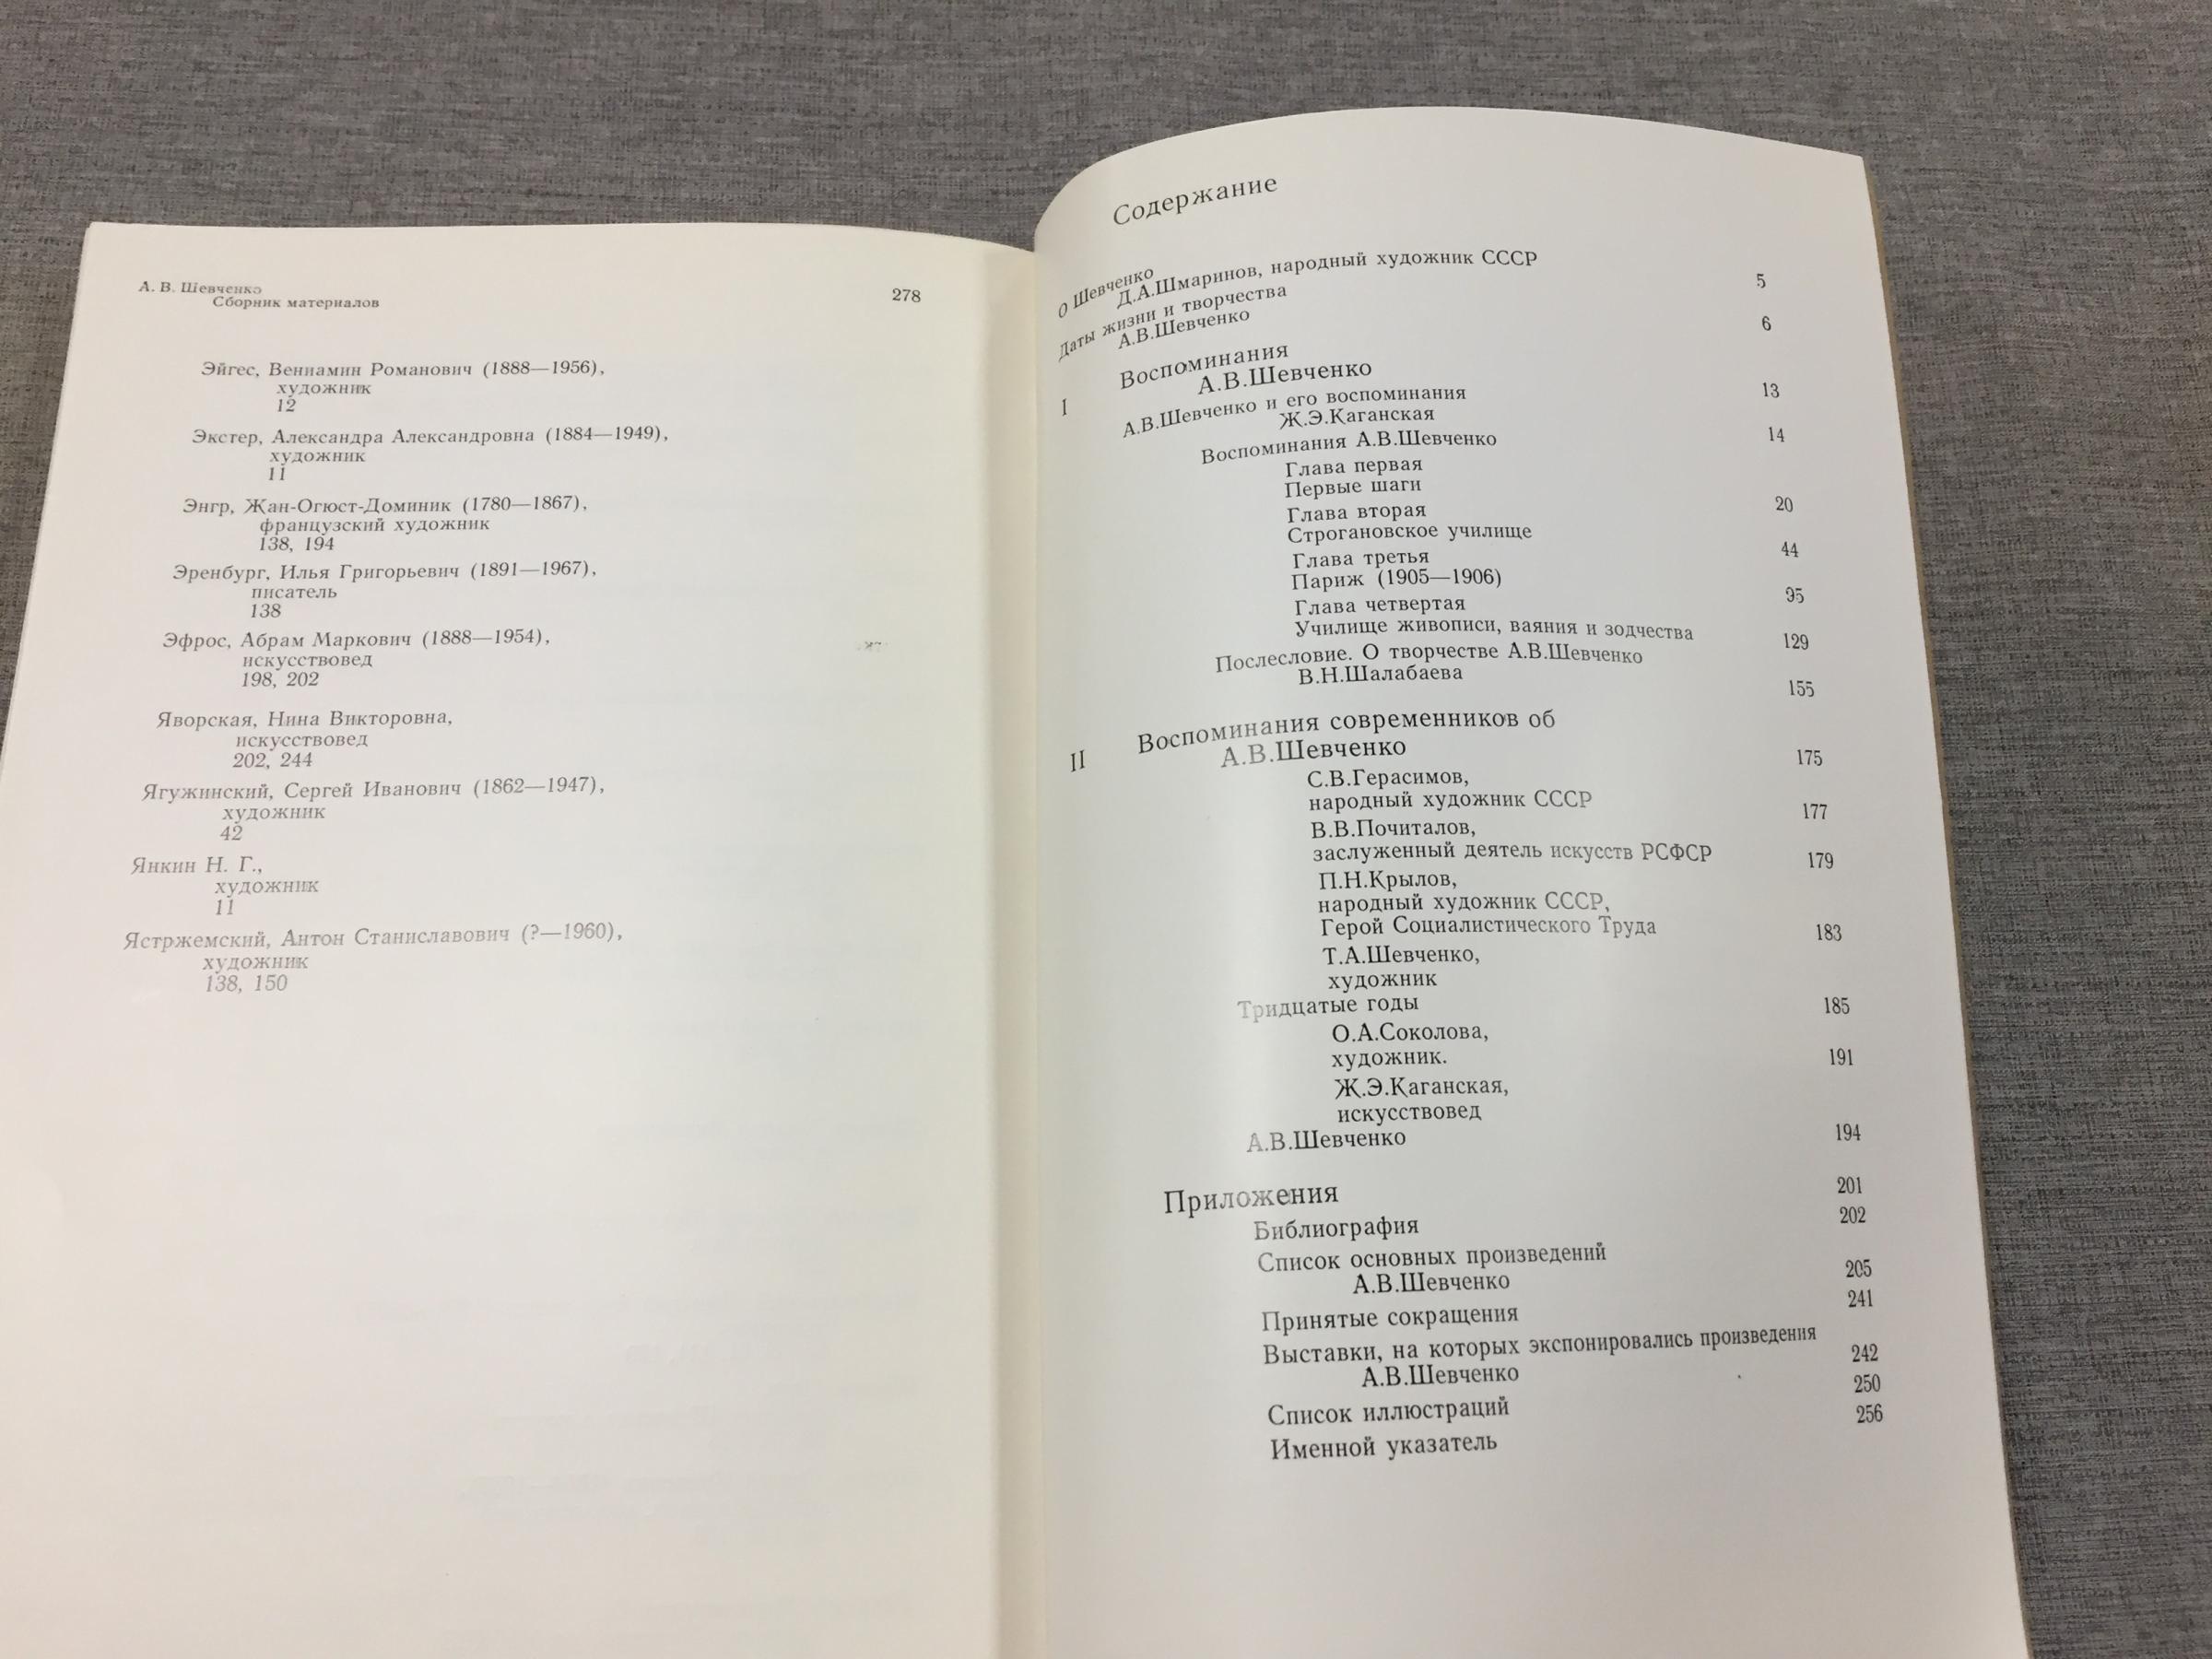 А. В. Шевченко
Сборник материалов
278
Эйгес, Вениамин Романович (1888—1956),
художник
12
Экстер, Александра Александровна (1884—1949),
художник
11
Энгр, Жан-Огюст-Доминик (1780—1867),
французский художник
138, 194
Эренбург, Илья Григорьевич (1891—1967),
писатель
138
Эфрос, Абрам Маркович (1888—1954),
искусствовед
198, 202
Яворская, Нина Викторовна,
искусствовед
202, 244
Ягужинский, Сергей Иванович (1862—1947),
художник
42
Янкин Н. Г.,
художник
11
Ястржемский, Антон Станиславович (?—1960),
художник
138, 150
Содержание
О Шевченко
Д.А.Шмаринов, народный художник СССР 5
Даты жизни и творчества
А.В.Шевченко 6
I Воспоминания
А.В.Шевченко 13
А.В.Шевченко и его воспоминания
Ж.Э.Каганская 14
Воспоминания А.В.Шевченко
Глава первая
Первые шаги 20
Глава вторая
Строгановское училище 44
Глава третья
Париж (1905—1906) 95
Глава четвертая
Училище живописи, ваяния и зодчества 129
Послесловие. О творчестве А.В.Шевченко
В.Н.Шалабаева 155
II Воспоминания современников об
А.В.Шевченко 175
С.В.Герасимов,
народный художник СССР 177
В.В.Почиталов,
заслуженный деятель искусств РСФСР 179
П.Н.Крылов,
народный художник СССР,
Герой Социалистического Труда 183
Т.А.Шевченко,
художник
Тридцатые годы 185
О.А.Соколова,
художник. 191
Ж.Э.Каганская,
искусствовед
А.В.Шевченко 194
Приложения 201
Библиография 202
Список основных произведений
А.В.Шевченко 205
Принятые сокращения 241
Выставки, на которых экспонировались произведения
А.В.Шевченко 242
Список иллюстраций 250
Именной указатель 256